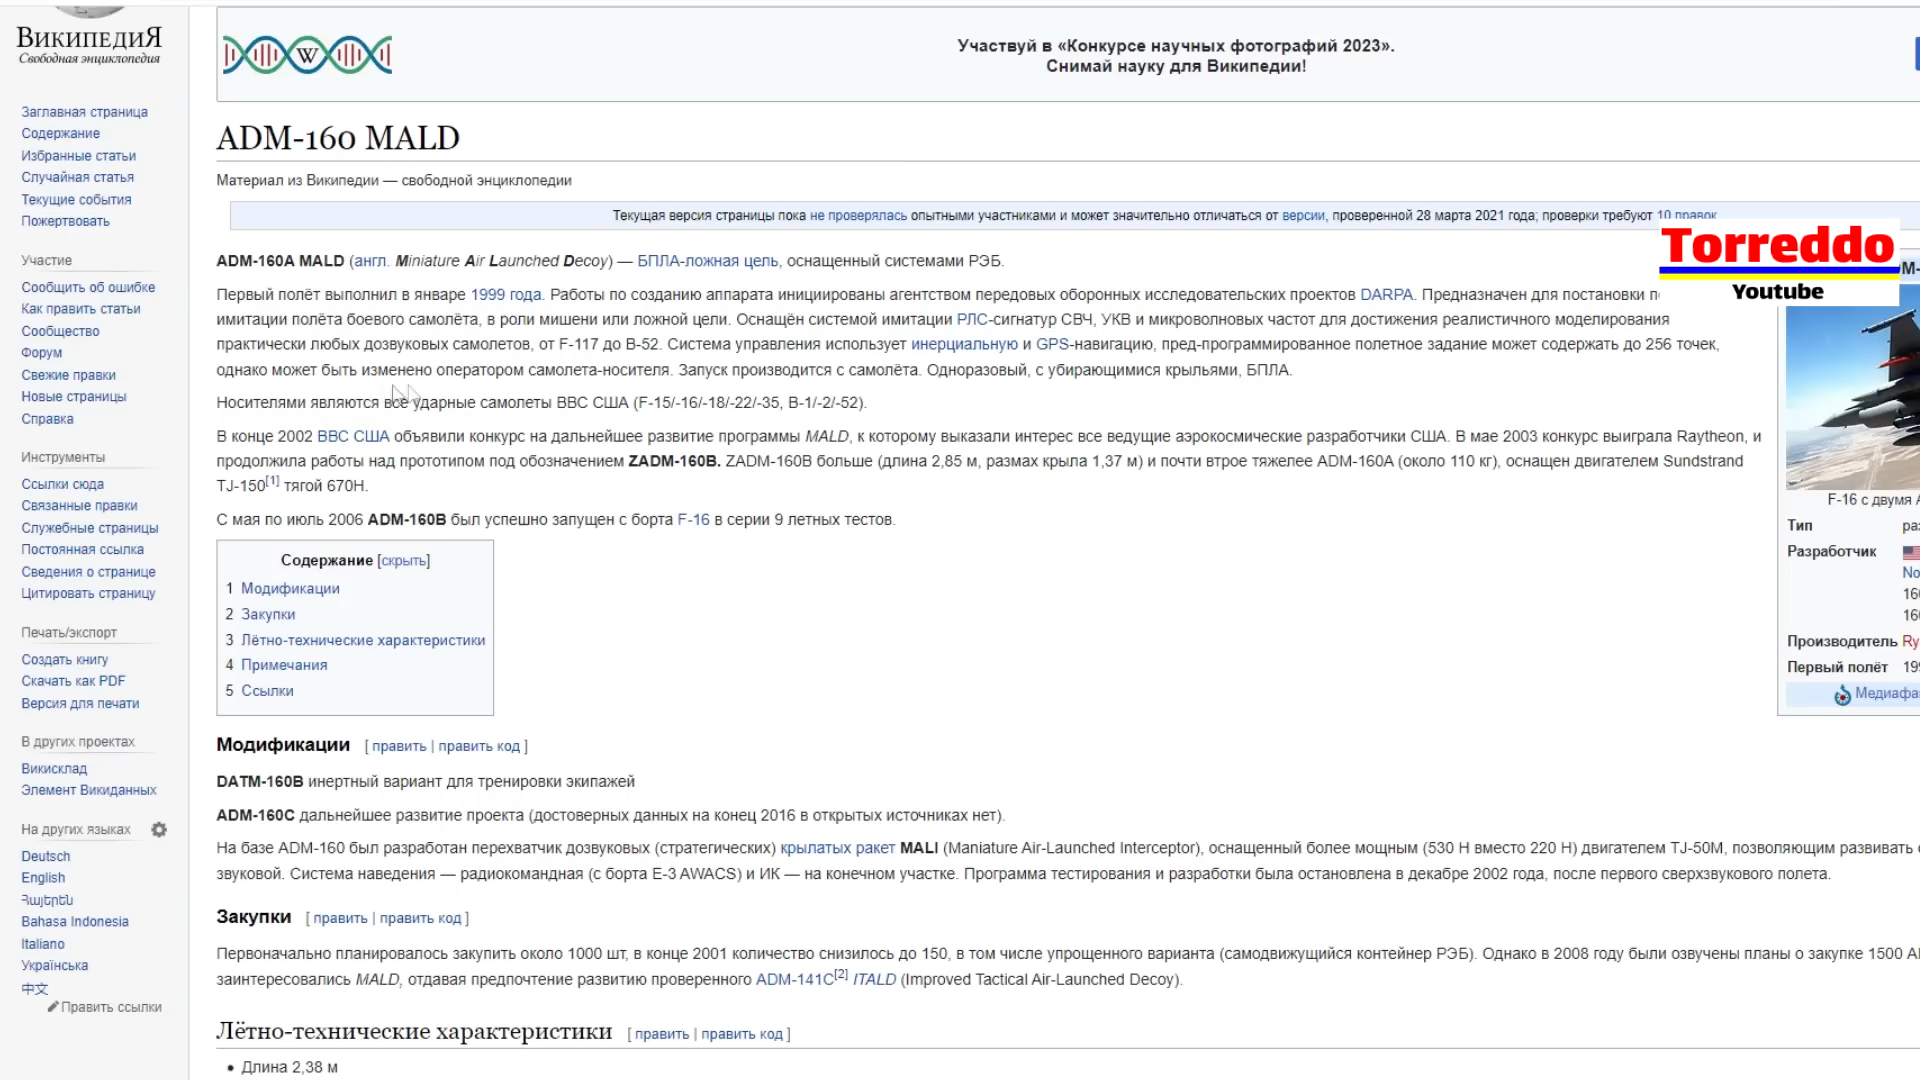 ВикипедиЯ
Свободная энциклопедия
Заглавная страница
Содержание
Избранные статьи
Случайная статья
Текущие события
Пожертвовать
Участие
Сообщить об ошибке
Как править статьи
Сообщество
Форум
Свежие правки
Новые страницы
Справка
Инструменты
Ссылки сюда
Связанные правки
Служебные страницы
Постоянная ссылка
Сведения о странице
Цитировать страницу
Печать/экспорт
Создать книгу
Скачать как PDF
Версия для печати
В других проектах
Викисклад
Элемент Викиданных
На других языках
Deutsch
English
Հայերեն
Bahasa Indonesia
Italiano
Українська
中文
Править ссылки
W
Участвуй в «Конкурсе научных фотографий 2023».
Снимай науку для Википедии!
ADM-160 MALD
Материал из Википедии — свободной энциклопедии
Текущая версия страницы пока не проверялась опытными участниками и может значительно отличаться от версии, проверенной 28 марта 2021 года; проверки требуют 10 правок
Torreddo
Youtube
ADM-160A MALD (англ. Miniature Air Launched Decoy) — БПЛА-ложная цель, оснащенный системами РЭБ.
Первый полёт выполнил в январе 1999 года. Работы по созданию аппарата инициированы агентством передовых оборонных исследовательских проектов DARPA. Предназначен для постановки
имитации полёта боевого самолёта, в роли мишени или ложной цели. Оснащён системой имитации РЛС-сигнатур СВЧ, УКВ и микроволновых частот для достижения реалистичного моделирования
практически любых дозвуковых самолетов, от F-117 до B-52. Система управления использует инерциальную и GPS-навигацию, пред-программированное полетное задание может содержать до 256 точек,
однако может быть изменено оператором самолета-носителя. Запуск производится с самолёта. Одноразовый, с убирающимися крыльями, БПЛА.
Носителями являются все ударные самолеты ВВС США (F-15/-16/-18/-22/-35, B-1/-2/-52).
В конце 2002 ВВС США объявили конкурс на дальнейшее развитие программы MALD, к которому выказали интерес все ведущие аэрокосмические разработчики США. В мае 2003 конкурс выиграла Raytheon, и
продолжила работы над прототипом под обозначением ZADM-160B. ZADM-160B больше (длина 2,85 м, размах крыла 1,37 м) и почти втрое тяжелее ADM-160A (около 110 кг), оснащен двигателем Sundstrand
TJ-150[1] тягой 670Н.
С мая по июль 2006 ADM-160B был успешно запущен с борта F-16 в серии 9 летных тестов.
Содержание [скрыть]
1 Модификации
2 Закупки
3 Лётно-технические характеристики
4 Примечания
5 Ссылки
F-16 с двумя
Тип
Разработчик
Производитель
Первый полёт
Модификации [ править | править код ]
DATM-160B инертный вариант для тренировки экипажей
ADM-160C дальнейшее развитие проекта (достоверных данных на конец 2016 в открытых источниках нет).
На базе ADM-160 был разработан перехватчик дозвуковых (стратегических) крылатых ракет MALI (Maniature Air-Launched Interceptor), оснащенный более мощным (530 Н вместо 220 Н) двигателем TJ-50M, позволяющим развивать
звуковой. Система наведения — радиокомандная (с борта E-3 AWACS) и ИК — на конечном участке. Программа тестирования и разработки была остановлена в декабре 2002 года, после первого сверхзвукового полета.
Закупки [ править | править код ]
Первоначально планировалось закупить около 1000 шт, в конце 2001 количество снизилось до 150, в том числе упрощенного варианта (самодвижущийся контейнер РЭБ). Однако в 2008 году были озвучены планы о закупке 1500
заинтересовались MALD, отдавая предпочтение развитию проверенного ADM-141C[2] ITALD (Improved Tactical Air-Launched Decoy).
Лётно-технические характеристики [ править | править код ]
• Длина 2,38 м